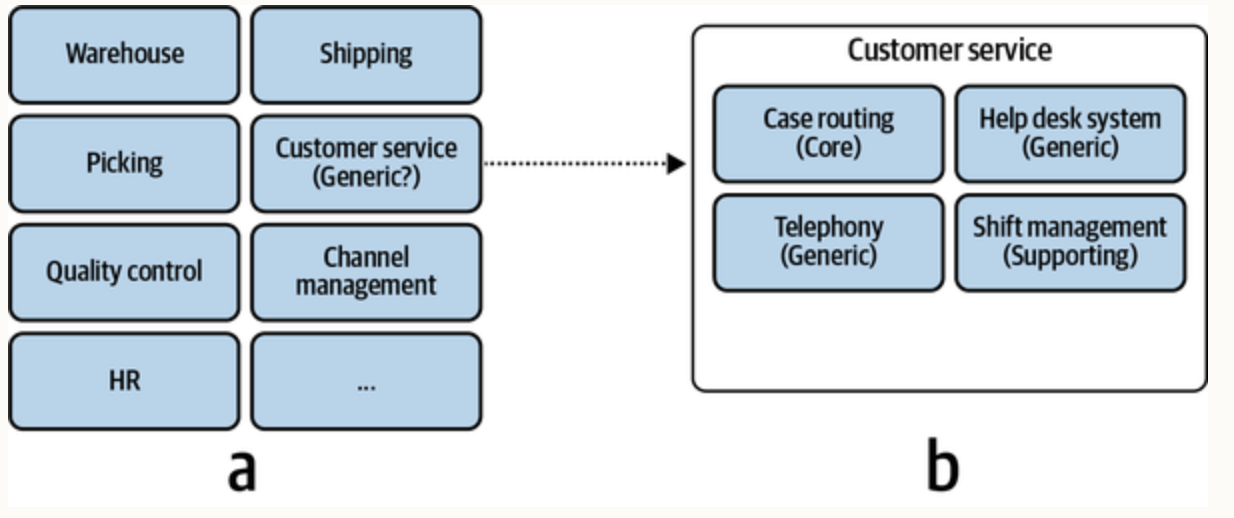 Warehouse
Shipping
Picking
Customer service
(Generic?)
Quality control
Channel
management
HR
...
a
Customer service
Case routing
(Core)
Help desk system
(Generic)
Telephony
(Generic)
Shift management
(Supporting)
b